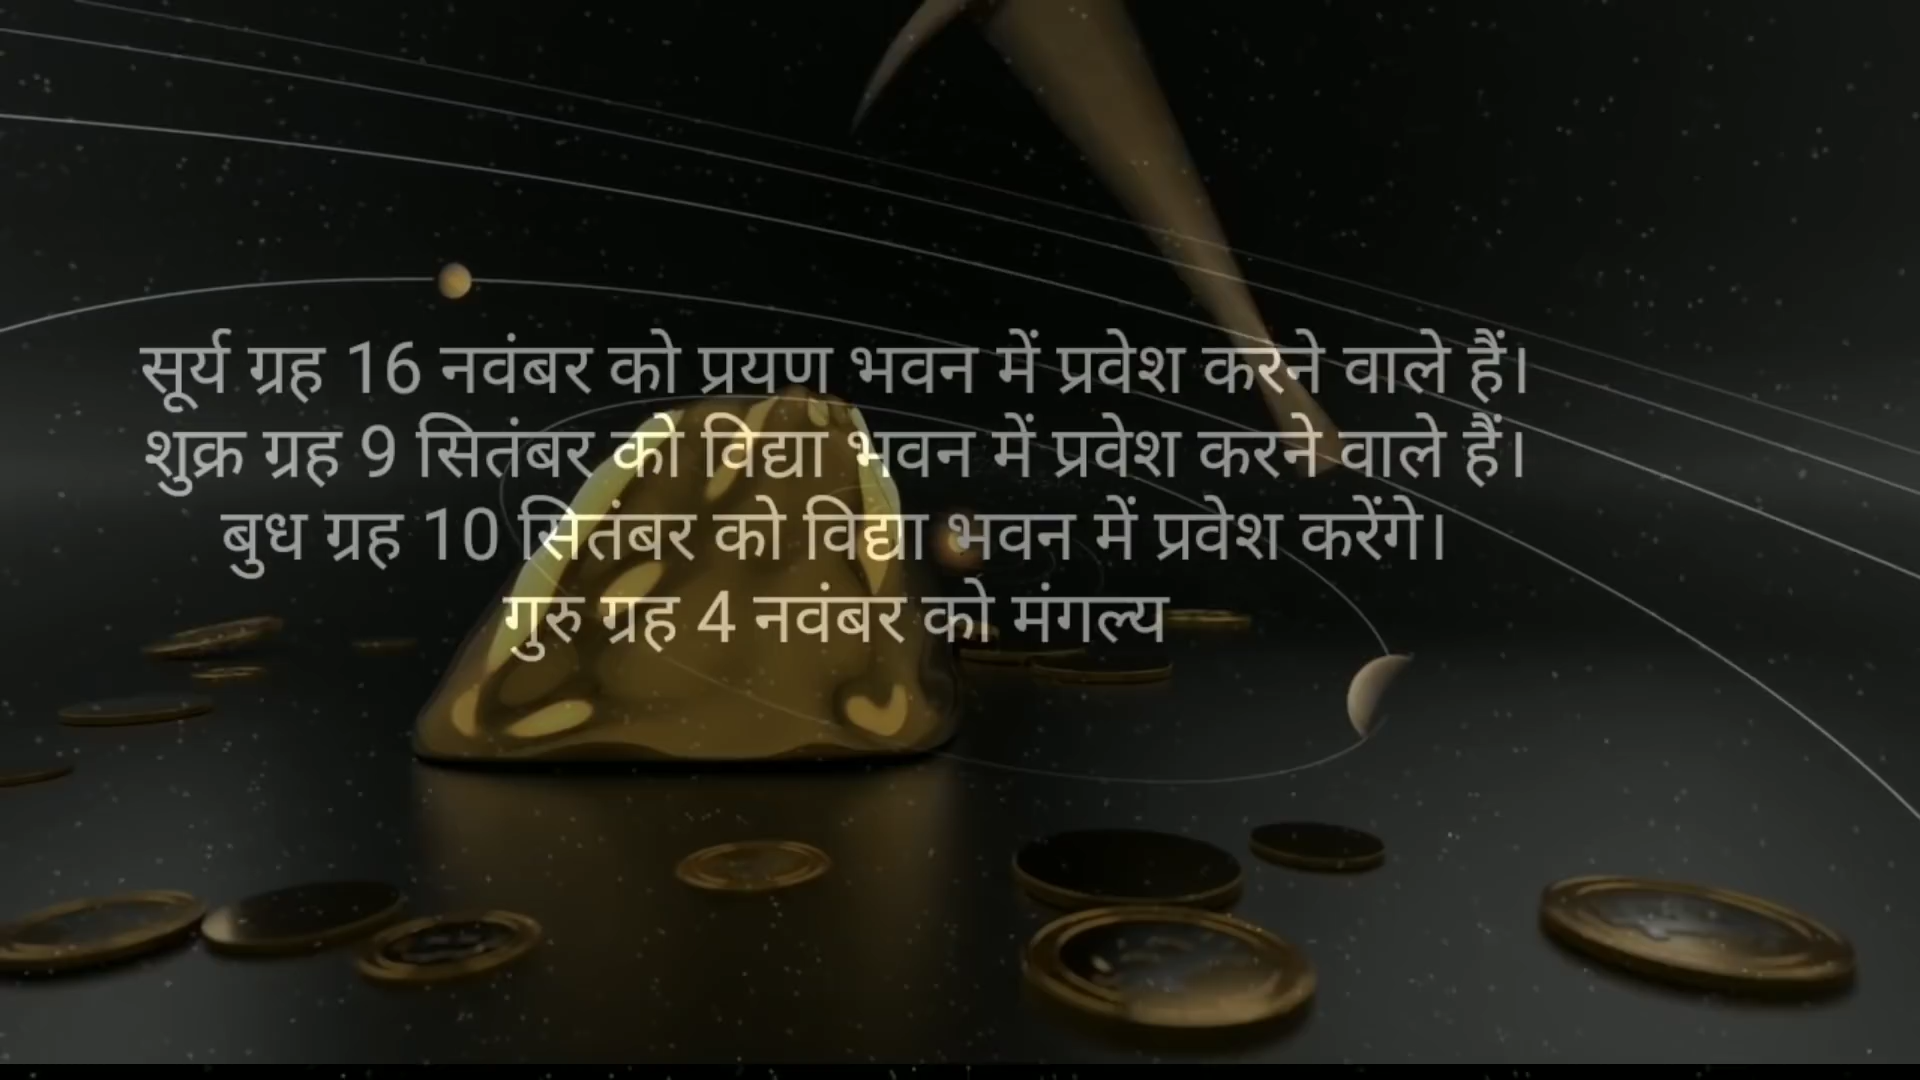 सूर्य ग्रह 16 नवंबर को प्रयण भवन में प्रवेश करने वाले हैं।
शुक्र ग्रह 9 सितंबर को विद्या भवन में प्रवेश करने वाले हैं।
बुध ग्रह 10 सितंबर को विद्या भवन में प्रवेश करेंगे।
गुरु ग्रह 4 नवंबर को मंगल्य